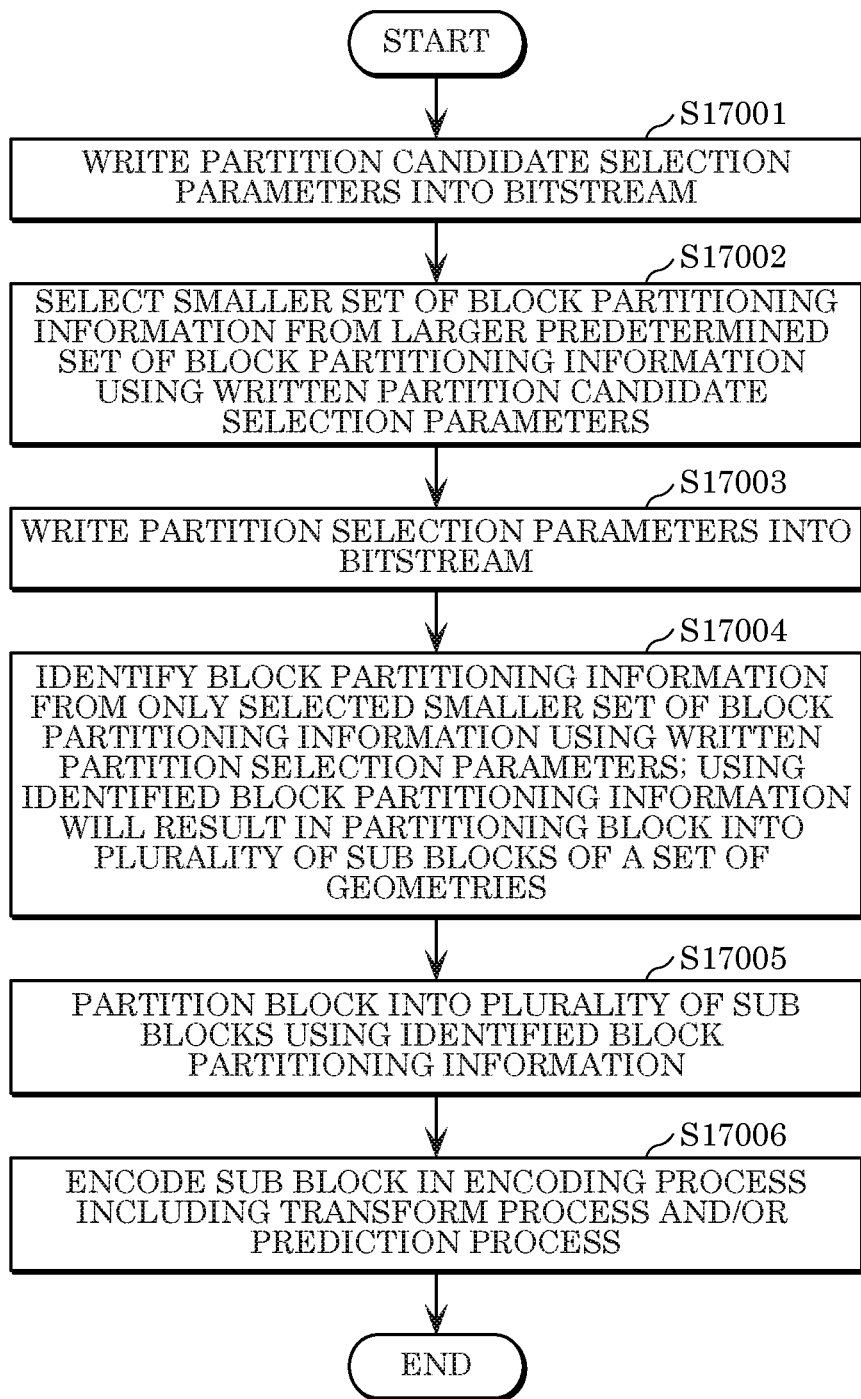 START
S17001
WRITE PARTITION CANDIDATE SELECTION
PARAMETERS INTO BITSTREAM
S17002
SELECT SMALLER SET OF BLOCK PARTITIONING
INFORMATION FROM LARGER PREDETERMINED
SET OF BLOCK PARTITIONING INFORMATION
USING WRITTEN PARTITION CANDIDATE
SELECTION PARAMETERS
S17003
WRITE PARTITION SELECTION PARAMETERS INTO
BITSTREAM
S17004
IDENTIFY BLOCK PARTITIONING INFORMATION
FROM ONLY SELECTED SMALLER SET OF BLOCK
PARTITIONING INFORMATION USING WRITTEN
PARTITION SELECTION PARAMETERS; USING
IDENTIFIED BLOCK PARTITIONING INFORMATION
WILL RESULT IN PARTITIONING BLOCK INTO
PLURALITY OF SUB BLOCKS OF A SET OF
GEOMETRIES
S17005
PARTITION BLOCK INTO PLURALITY OF SUB
BLOCKS USING IDENTIFIED BLOCK
PARTITIONING INFORMATION
S17006
ENCODE SUB BLOCK IN ENCODING PROCESS
INCLUDING TRANSFORM PROCESS AND/OR
PREDICTION PROCESS
END